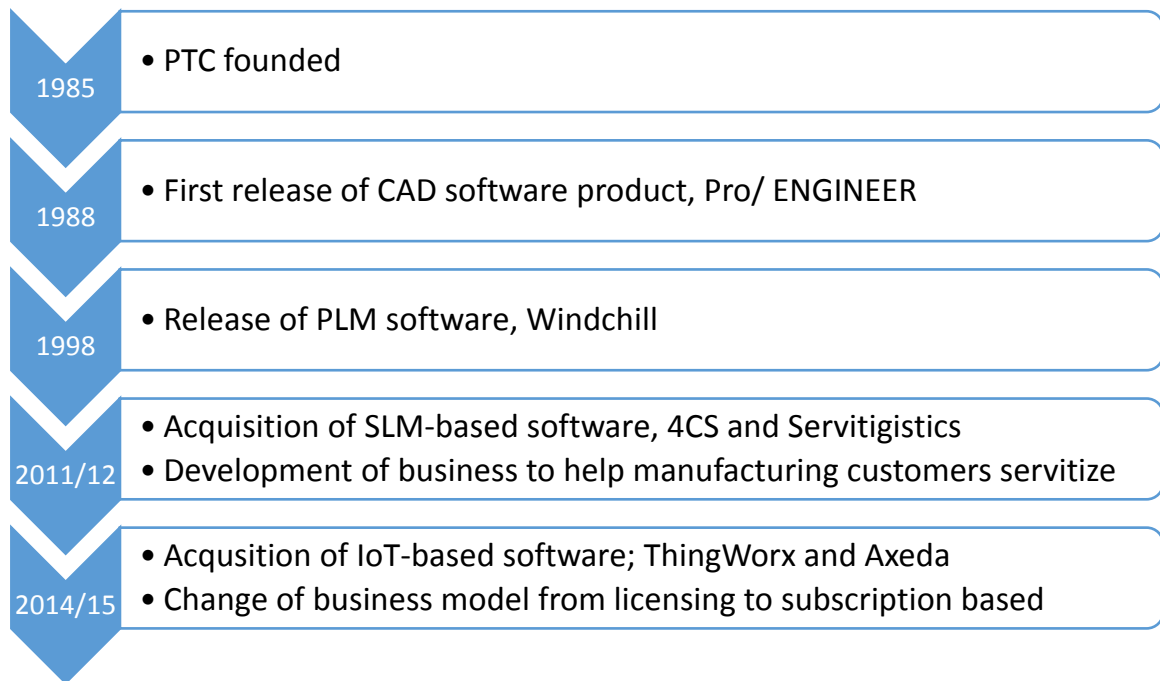 1985
• PTC founded
1988
• First release of CAD software product, Pro/ ENGINEER
1998
• Release of PLM software, Windchill
2011/12
• Acquisition of SLM-based software, 4CS and Servitigistics
• Development of business to help manufacturing customers servitize
2014/15
• Acqusition of IoT-based software; ThingWorx and Axeda
• Change of business model from licensing to subscription based